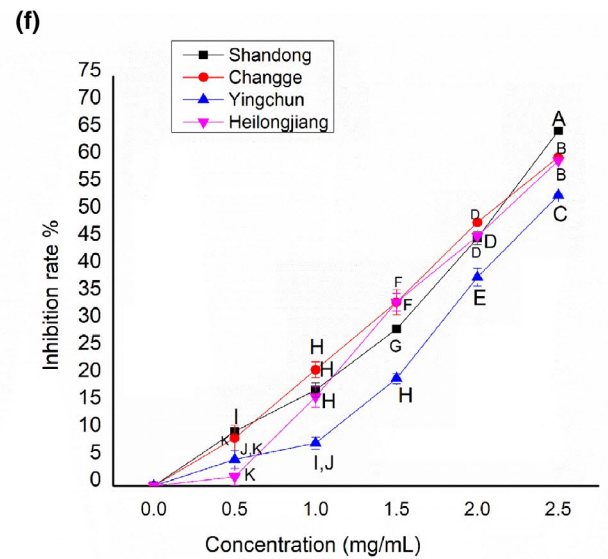 (f)
Shandong
Changge
Yingchun
Heilongjiang
75
70
65
60
55
50
45
40
35
30
25
20
15
10
5
0
Inhibition rate %
A
B
B
C
D
D
D
E
F
F
G
H
H
H
H
I
K
J,K
K
I,J
0.0 0.5 1.0 1.5 2.0 2.5
Concentration (mg/mL)